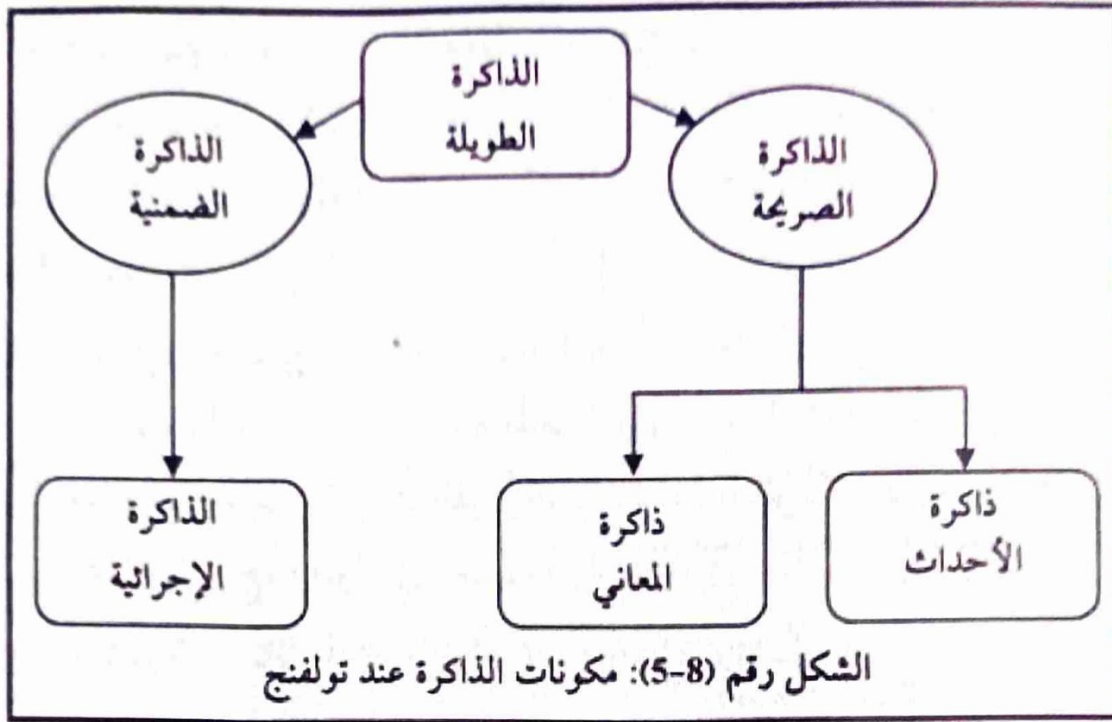 الذاكرة
الطويلة
الذاكرة
الصريحة
الذاكرة
الضمنية
ذاكرة
الأحداث
ذاكرة
المعاني
الذاكرة
الإجرائية
الشكل رقم (8-5): مكونات الذاكرة عند تولفنج